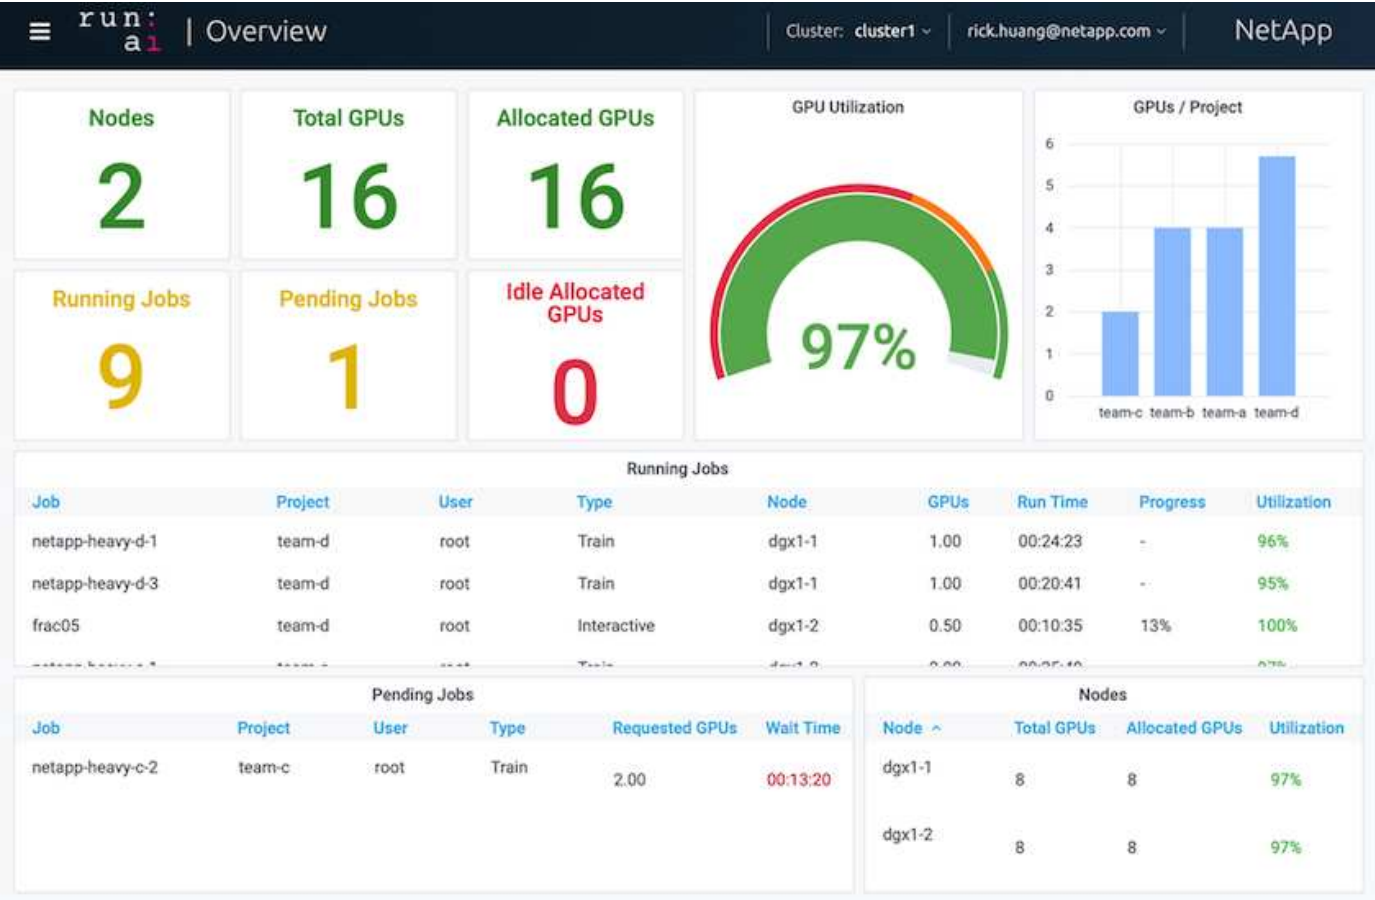 run: ai | Overview
Cluster: cluster1
rick.huang@netapp.com
NetApp
Nodes
2
Total GPUs
16
Allocated GPUs
16
Running Jobs
9
Pending Jobs
1
Idle Allocated
GPUs
0
GPU Utilization
97%
GPUs / Project
6
5
4
3
2
1
0
team-c team-b team-a team-d
Running Jobs
Job Project User Type Node GPUs Run Time Progress Utilization
netapp-heavy-d-1 team-d root Train dgx1-1 1.00 00:24:23 - 96%
netapp-heavy-d-3 team-d root Train dgx1-1 1.00 00:20:41 - 95%
frac05 team-d root Interactive dgx1-2 0.50 00:10:35 13% 100%
Pending Jobs
Job Project User Type Requested GPUs Wait Time
netapp-heavy-c-2 team-c root Train 2.00 00:13:20
Nodes
Node Total GPUs Allocated GPUs Utilization
dgx1-1 8 8 97%
dgx1-2 8 8 97%